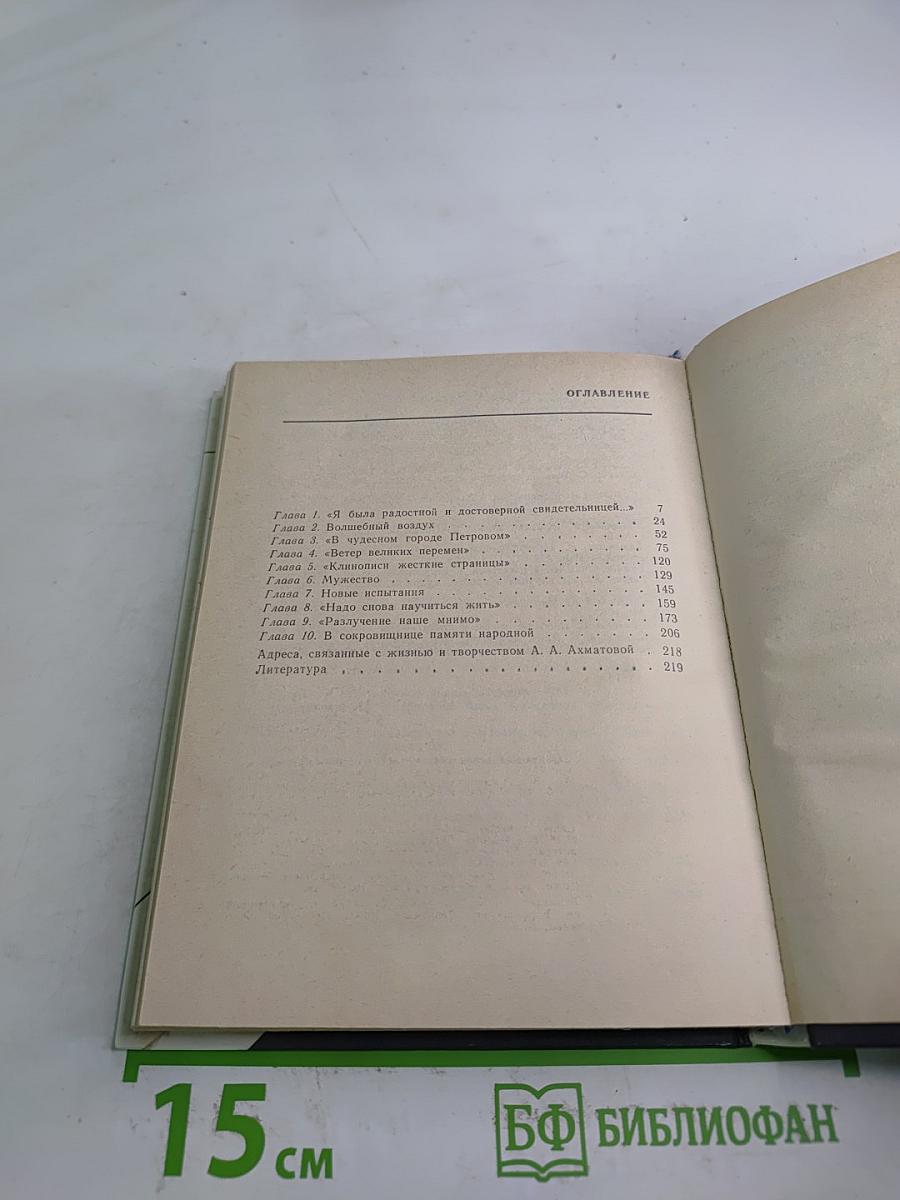 ОГЛАВЛЕНИЕ
Глава 1. «Я была радостной и достоверной свидетельницей...» 7
Глава 2. Волшебный воздух . . . . . . . . . . . . 24
Глава 3. «В чудесном городе Петровом» . . . . . . . . 52
Глава 4. «Ветер великих перемен» . . . . . . . . . . 75
Глава 5. «Клинописи жесткие страницы» . . . . . . . . 120
Глава 6. Мужество . . . . . . . . . . . . . . 129
Глава 7. Новые испытания . . . . . . . . . . . . 145
Глава 8. «Надо снова научиться жить» . . . . . . . . . 159
Глава 9. «Разлучение наше мнимо» . . . . . . . . . . 173
Глава 10. В сокровищнице памяти народной . . . . . . . 206
Адреса, связанные с жизнью и творчеством А. А. Ахматовой . 218
Литература . . . . . . . . . . . . . . . . . 219
15 см
БФ БИБЛИОФАН